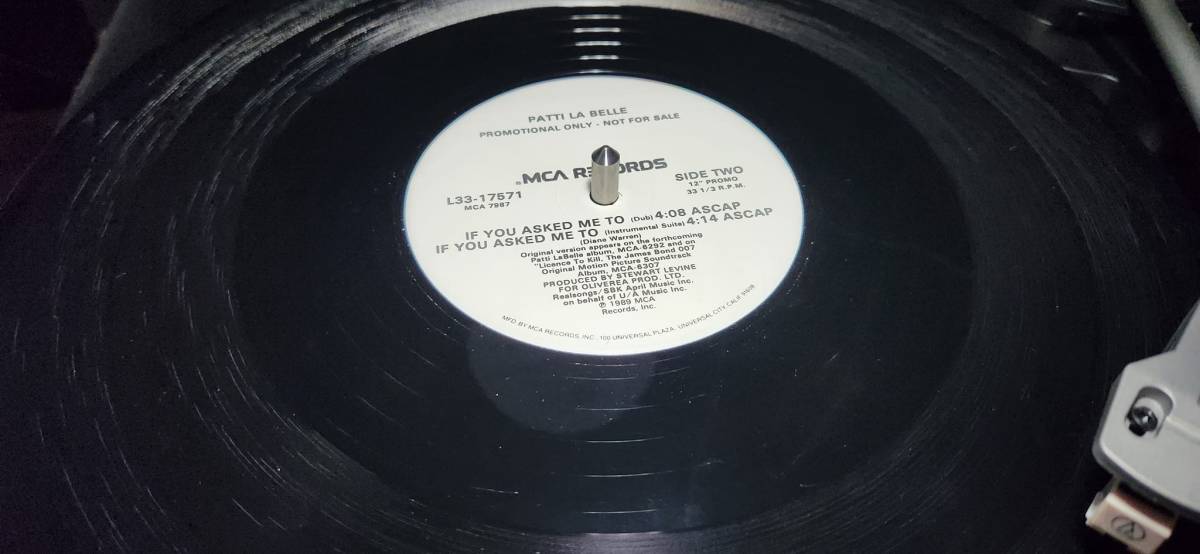 PATTI LA BELLE
PROMOTIONAL ONLY - NOT FOR SALE
MCA RECORDS
L33-17571
MCA 7987
SIDE TWO
12" PROMO
33 1/3 R.P.M.
IF YOU ASKED ME TO (Dub) 4:08 ASCAP
IF YOU ASKED ME TO (Instrumental Suite) 4:14 ASCAP
(Diane Warren)
Original version appears on the forthcoming
Patti LaBelle album, MCA-6292 and on
"Licence To Kill, The James Bond 007
Original Motion Picture Soundtrack
Album, MCA-6307
PRODUCED BY STEWART LEVINE
FOR OLIVEREA PROD. LTD.
Realsongs/SBK April Music Inc.
on behalf of U/A Music Inc.
℗ 1989 MCA
Records, Inc.
MFD BY MCA RECORDS, INC., 100 UNIVERSAL PLAZA, UNIVERSAL CITY, CALIF.